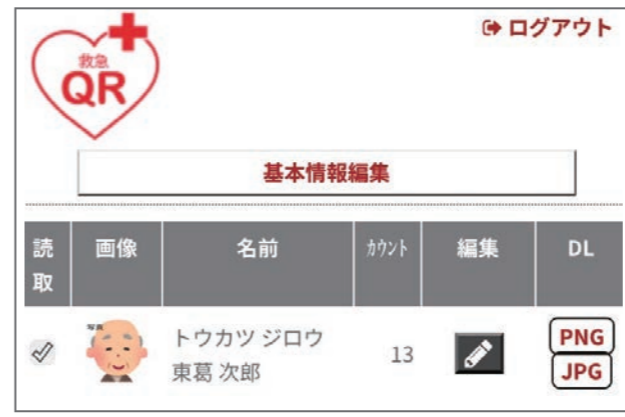 救急
QR
ログアウト
基本情報編集
読取 画像 名前 ｶｳﾝﾄ 編集 DL
写真
トウカツ ジロウ
東葛 次郎
13
PNG
JPG